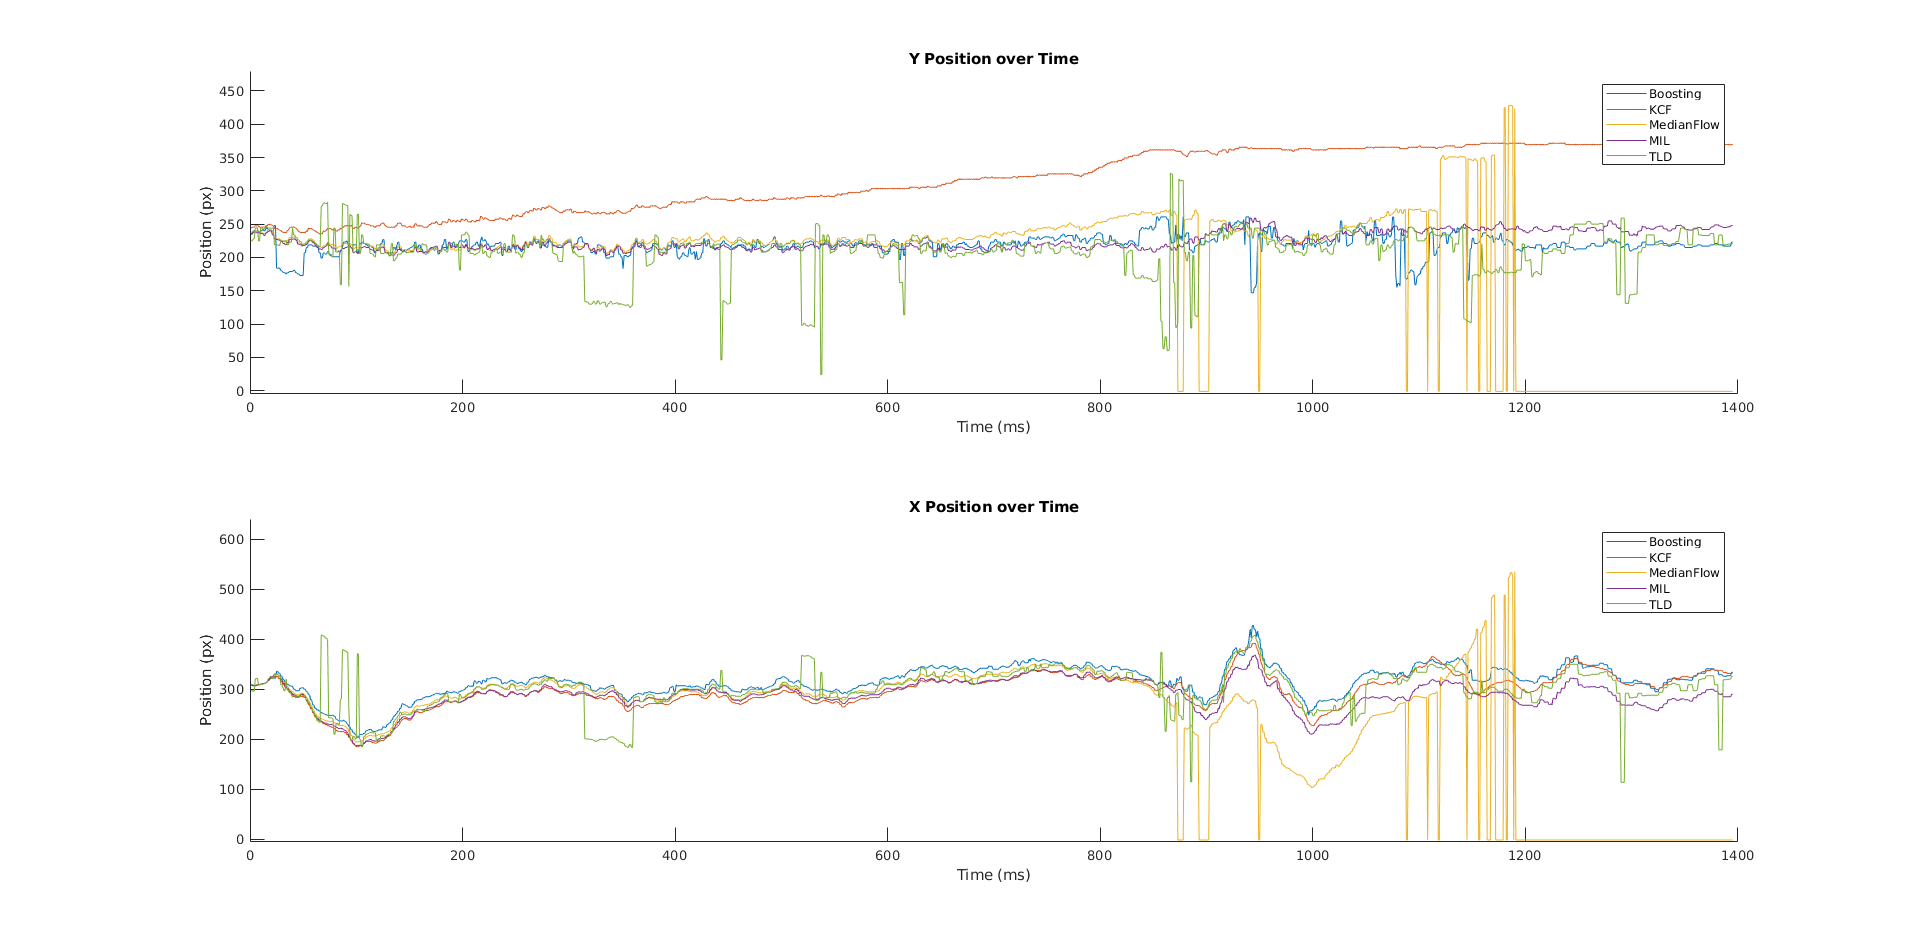 Y Position over Time
450
400
350
300
250
200
150
100
50
0
Position (px)
0 200 400 600 800 1000 1200 1400
Time (ms)
Boosting
KCF
MedianFlow
MIL
TLD
X Position over Time
600
500
400
300
200
100
0
Position (px)
0 200 400 600 800 1000 1200 1400
Time (ms)
Boosting
KCF
MedianFlow
MIL
TLD